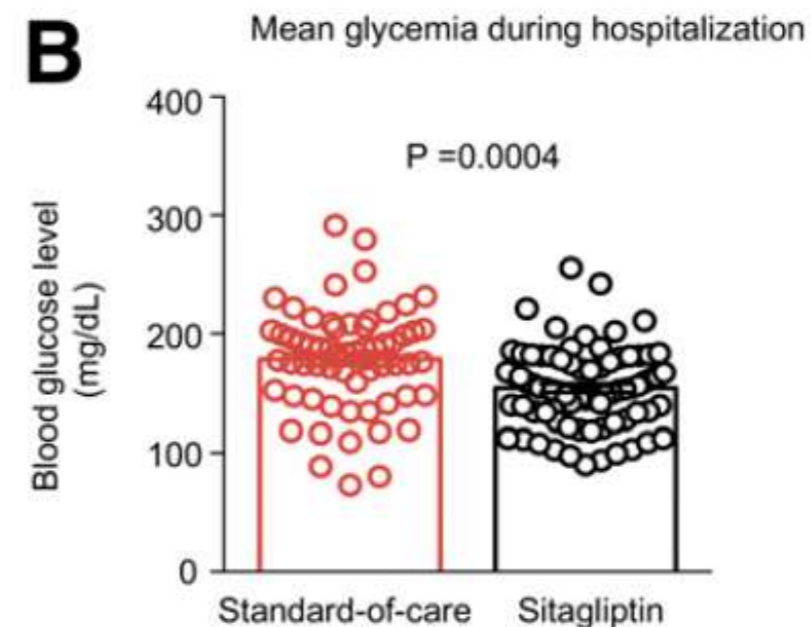 B
Mean glycemia during hospitalization
P =0.0004
Blood glucose level
(mg/dL)
400
300
200
100
0
Standard-of-care
Sitagliptin